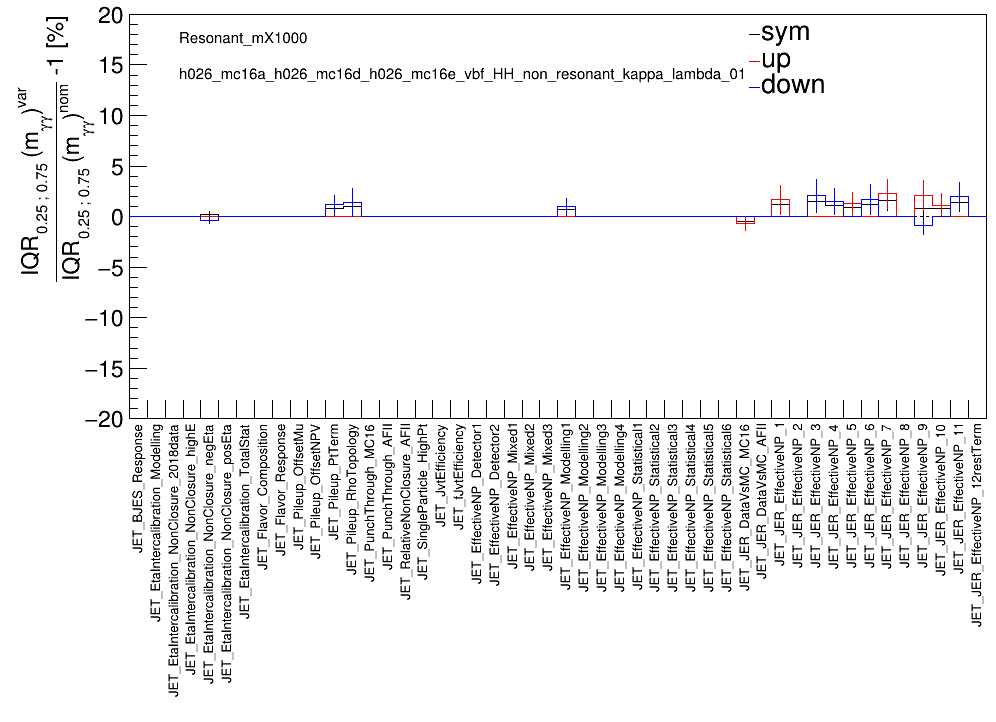 IQR0.25 ; 0.75 (mγγ)var
IQR0.25 ; 0.75 (mγγ)nom -1 [%]
20
15
10
5
0
−5
−10
−15
−20
Resonant_mX1000
h026_mc16a_h026_mc16d_h026_mc16e_vbf_HH_non_resonant_kappa_lambda_01
sym
up
down
JET_BJES_Response
JET_EtaIntercalibration_Modelling
JET_EtaIntercalibration_NonClosure_2018data
JET_EtaIntercalibration_NonClosure_highE
JET_EtaIntercalibration_NonClosure_negEta
JET_EtaIntercalibration_NonClosure_posEta
JET_EtaIntercalibration_TotalStat
JET_Flavor_Composition
JET_Flavor_Response
JET_Pileup_OffsetMu
JET_Pileup_OffsetNPV
JET_Pileup_PtTerm
JET_Pileup_RhoTopology
JET_PunchThrough_MC16
JET_PunchThrough_AFII
JET_RelativeNonClosure_AFII
JET_SingleParticle_HighPt
JET_JvtEfficiency
JET_fJvtEfficiency
JET_EffectiveNP_Detector1
JET_EffectiveNP_Detector2
JET_EffectiveNP_Mixed1
JET_EffectiveNP_Mixed2
JET_EffectiveNP_Mixed3
JET_EffectiveNP_Modelling1
JET_EffectiveNP_Modelling2
JET_EffectiveNP_Modelling3
JET_EffectiveNP_Modelling4
JET_EffectiveNP_Statistical1
JET_EffectiveNP_Statistical2
JET_EffectiveNP_Statistical3
JET_EffectiveNP_Statistical4
JET_EffectiveNP_Statistical5
JET_EffectiveNP_Statistical6
JET_JER_DataVsMC_MC16
JET_JER_DataVsMC_AFII
JET_JER_EffectiveNP_1
JET_JER_EffectiveNP_2
JET_JER_EffectiveNP_3
JET_JER_EffectiveNP_4
JET_JER_EffectiveNP_5
JET_JER_EffectiveNP_6
JET_JER_EffectiveNP_7
JET_JER_EffectiveNP_8
JET_JER_EffectiveNP_9
JET_JER_EffectiveNP_10
JET_JER_EffectiveNP_11
JET_JER_EffectiveNP_12restTerm